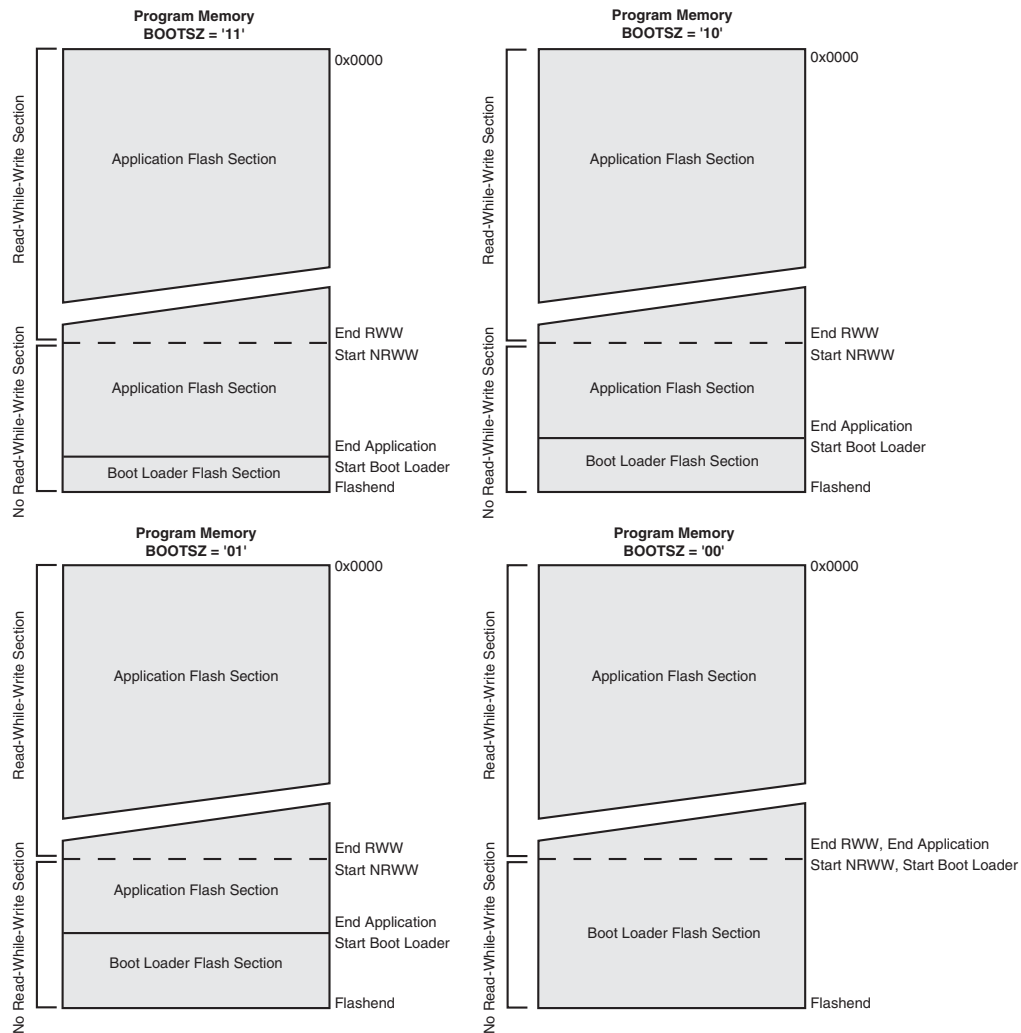 Program Memory
BOOTSZ = '11'
0x0000
Read-While-Write Section
Application Flash Section
End RWW
Start NRWW
No Read-While-Write Section
Application Flash Section
End Application
Start Boot Loader
Boot Loader Flash Section
Flashend
Program Memory
BOOTSZ = '10'
0x0000
Read-While-Write Section
Application Flash Section
End RWW
Start NRWW
No Read-While-Write Section
Application Flash Section
End Application
Start Boot Loader
Boot Loader Flash Section
Flashend
Program Memory
BOOTSZ = '01'
0x0000
Read-While-Write Section
Application Flash Section
End RWW
Start NRWW
No Read-While-Write Section
Application Flash Section
End Application
Start Boot Loader
Boot Loader Flash Section
Flashend
Program Memory
BOOTSZ = '00'
0x0000
Read-While-Write Section
Application Flash Section
End RWW, End Application
Start NRWW, Start Boot Loader
No Read-While-Write Section
Boot Loader Flash Section
Flashend